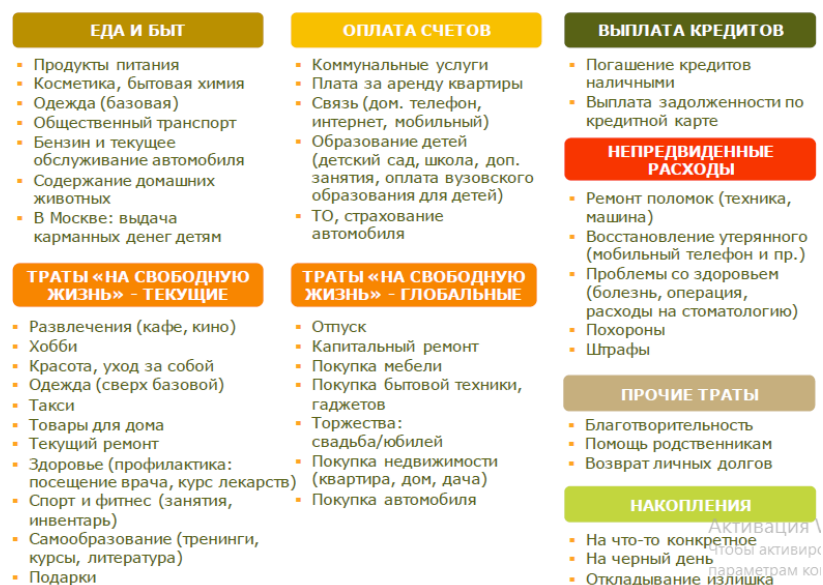 ЕДА И БЫТ
Продукты питания
Косметика, бытовая химия
Одежда (базовая)
Общественный транспорт
Бензин и текущее
обслуживание автомобиля
Содержание домашних
животных
В Москве: выдача
карманных денег детям
ОПЛАТА СЧЕТОВ
Коммунальные услуги
Плата за аренду квартиры
Связь (дом. телефон,
интернет, мобильный)
Образование детей
(детский сад, школа, доп.
занятия, оплата вузовского
образования для детей)
ТО, страхование
автомобиля
ВЫПЛАТА КРЕДИТОВ
Погашение кредитов
наличными
Выплата задолженности по
кредитной карте
НЕПРЕДВИДЕННЫЕ
РАСХОДЫ
Ремонт поломок (техника,
машина)
Восстановление утерянного
(мобильный телефон и пр.)
Проблемы со здоровьем
(болезнь, операция,
расходы на стоматологию)
Похороны
Штрафы
ТРАТЫ «НА СВОБОДНУЮ
ЖИЗНЬ» - ТЕКУЩИЕ
Развлечения (кафе, кино)
Хобби
Красота, уход за собой
Одежда (сверх базовой)
Такси
Товары для дома
Текущий ремонт
Здоровье (профилактика:
посещение врача, курс лекарств)
Спорт и фитнес (занятия,
инвентарь)
Самообразование (тренинги,
курсы, литература)
Подарки
ТРАТЫ «НА СВОБОДНУЮ
ЖИЗНЬ» - ГЛОБАЛЬНЫЕ
Отпуск
Капитальный ремонт
Покупка мебели
Покупка бытовой техники,
гаджетов
Торжества:
свадьба/юбилей
Покупка недвижимости
(квартира, дом, дача)
Покупка автомобиля
ПРОЧИЕ ТРАТЫ
Благотворительность
Помощь родственникам
Возврат личных долгов
НАКОПЛЕНИЯ
На что-то конкретное
На черный день
Откладывание излишка
Активация
Чтобы
параметрам